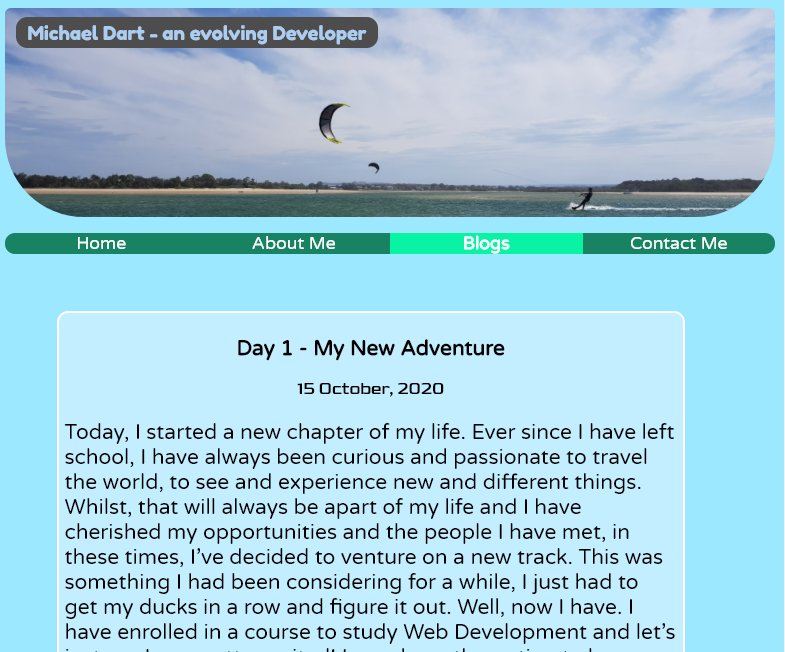 Michael Dart - an evolving Developer
Home About Me Blogs Contact Me
Day 1 - My New Adventure
15 October, 2020
Today, I started a new chapter of my life. Ever since I have left
school, I have always been curious and passionate to travel
the world, to see and experience new and different things.
Whilst, that will always be apart of my life and I have
cherished my opportunities and the people I have met, in
these times, I've decided to venture on a new track. This was
something I had been considering for a while, I just had to
get my ducks in a row and figure it out. Well, now I have. I
have enrolled in a course to study Web Development and let's